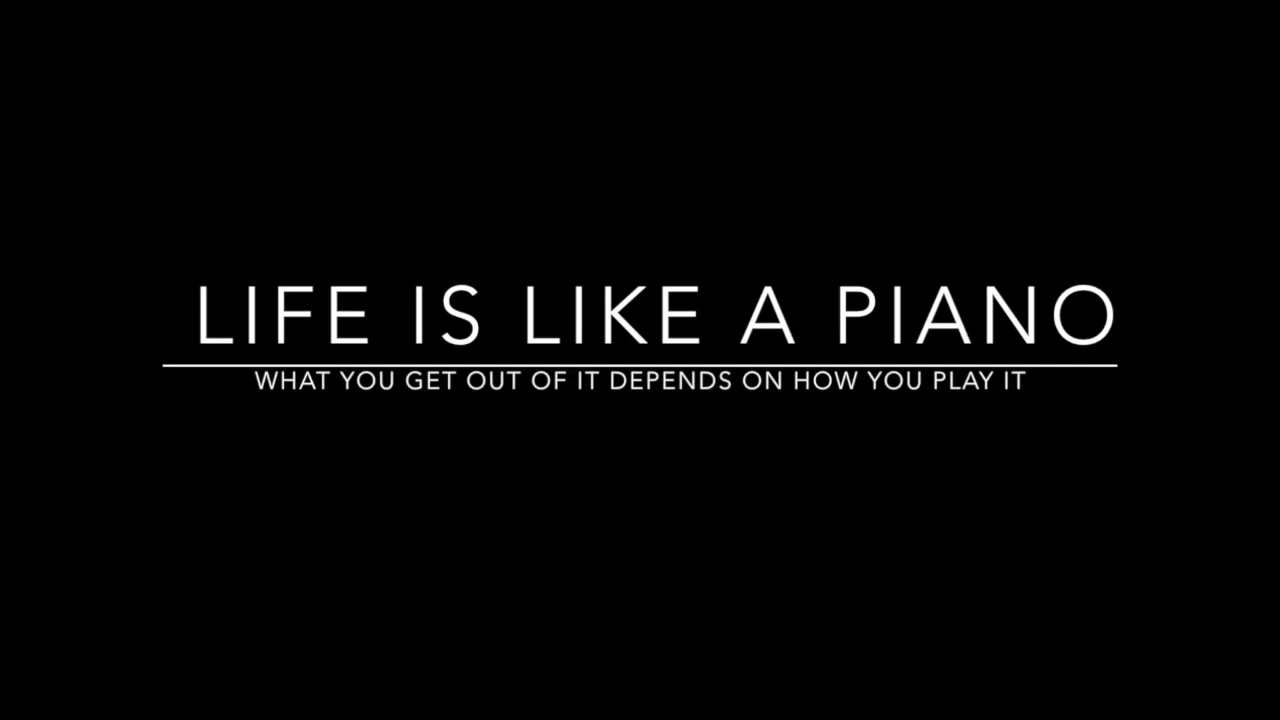 LIFE IS LIKE A PIANO
WHAT YOU GET OUT OF IT DEPENDS ON HOW YOU PLAY IT